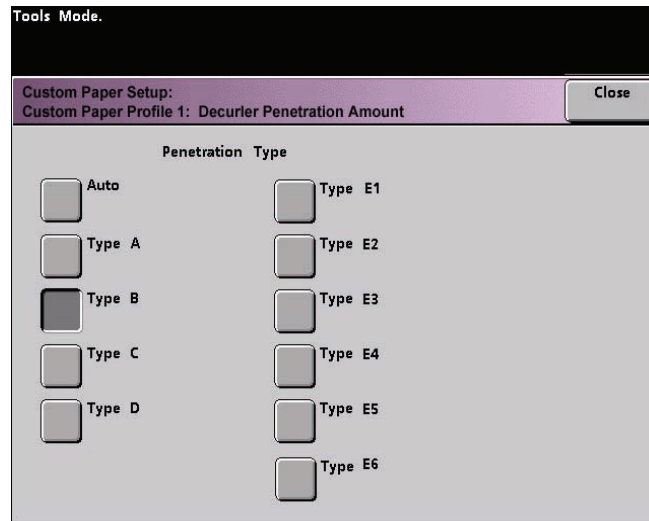 Tools Mode.
Custom Paper Setup:
Close
Custom Paper Profile 1: Decurler Penetration Amount
Penetration Type
Auto
Type A
Type B
Type C
Type D
Type E1
Type E2
Type E3
Type E4
Type E5
Type E6